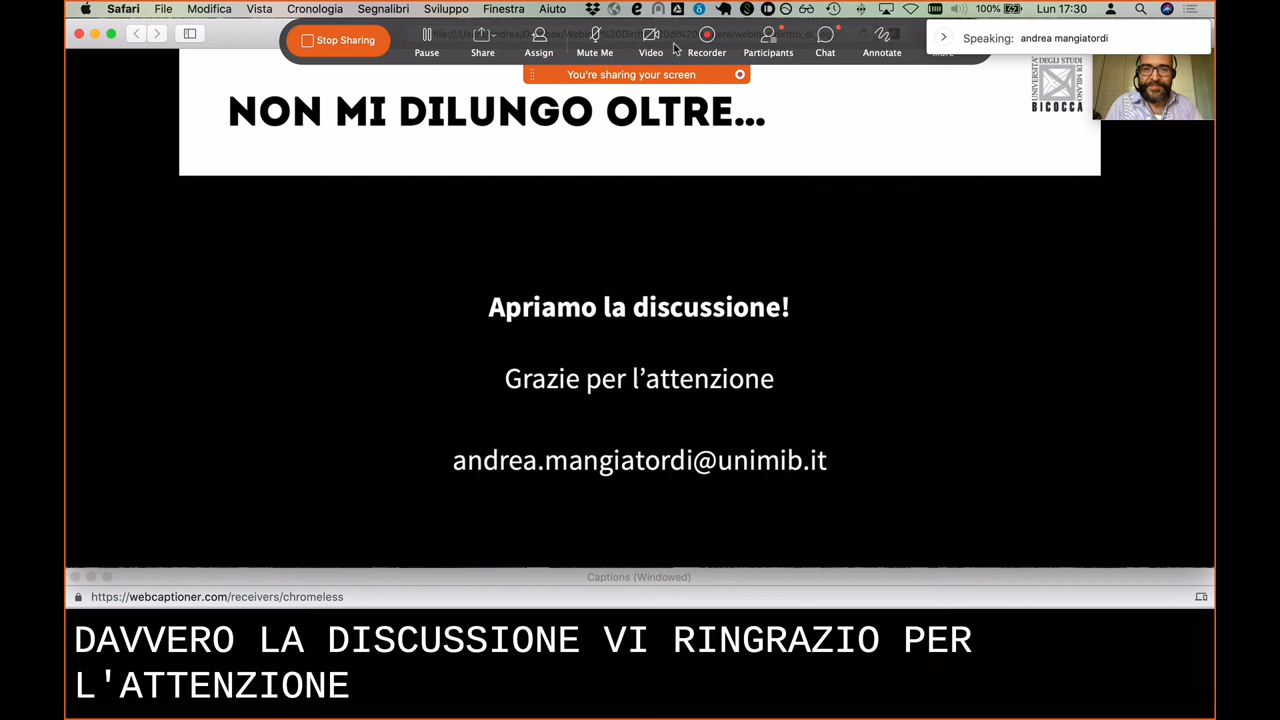 Safari File Modifica Vista Cronologia Segnalibri Sviluppo Finestra Aiuto 100% Lun 17:30
Stop Sharing
Pause Share Assign Mute Me Video Recorder Participants Chat Annotate
Speaking: andrea mangiatordi
You're sharing your screen
NON MI DILUNGO OLTRE...
BICOCCA
Apriamo la discussione!
Grazie per l'attenzione
andrea.mangiatordi@unimib.it
Captions (Windowed)
https://webcaptioner.com/receivers/chromeless
DAVVERO LA DISCUSSIONE VI RINGRAZIO PER
L'ATTENZIONE